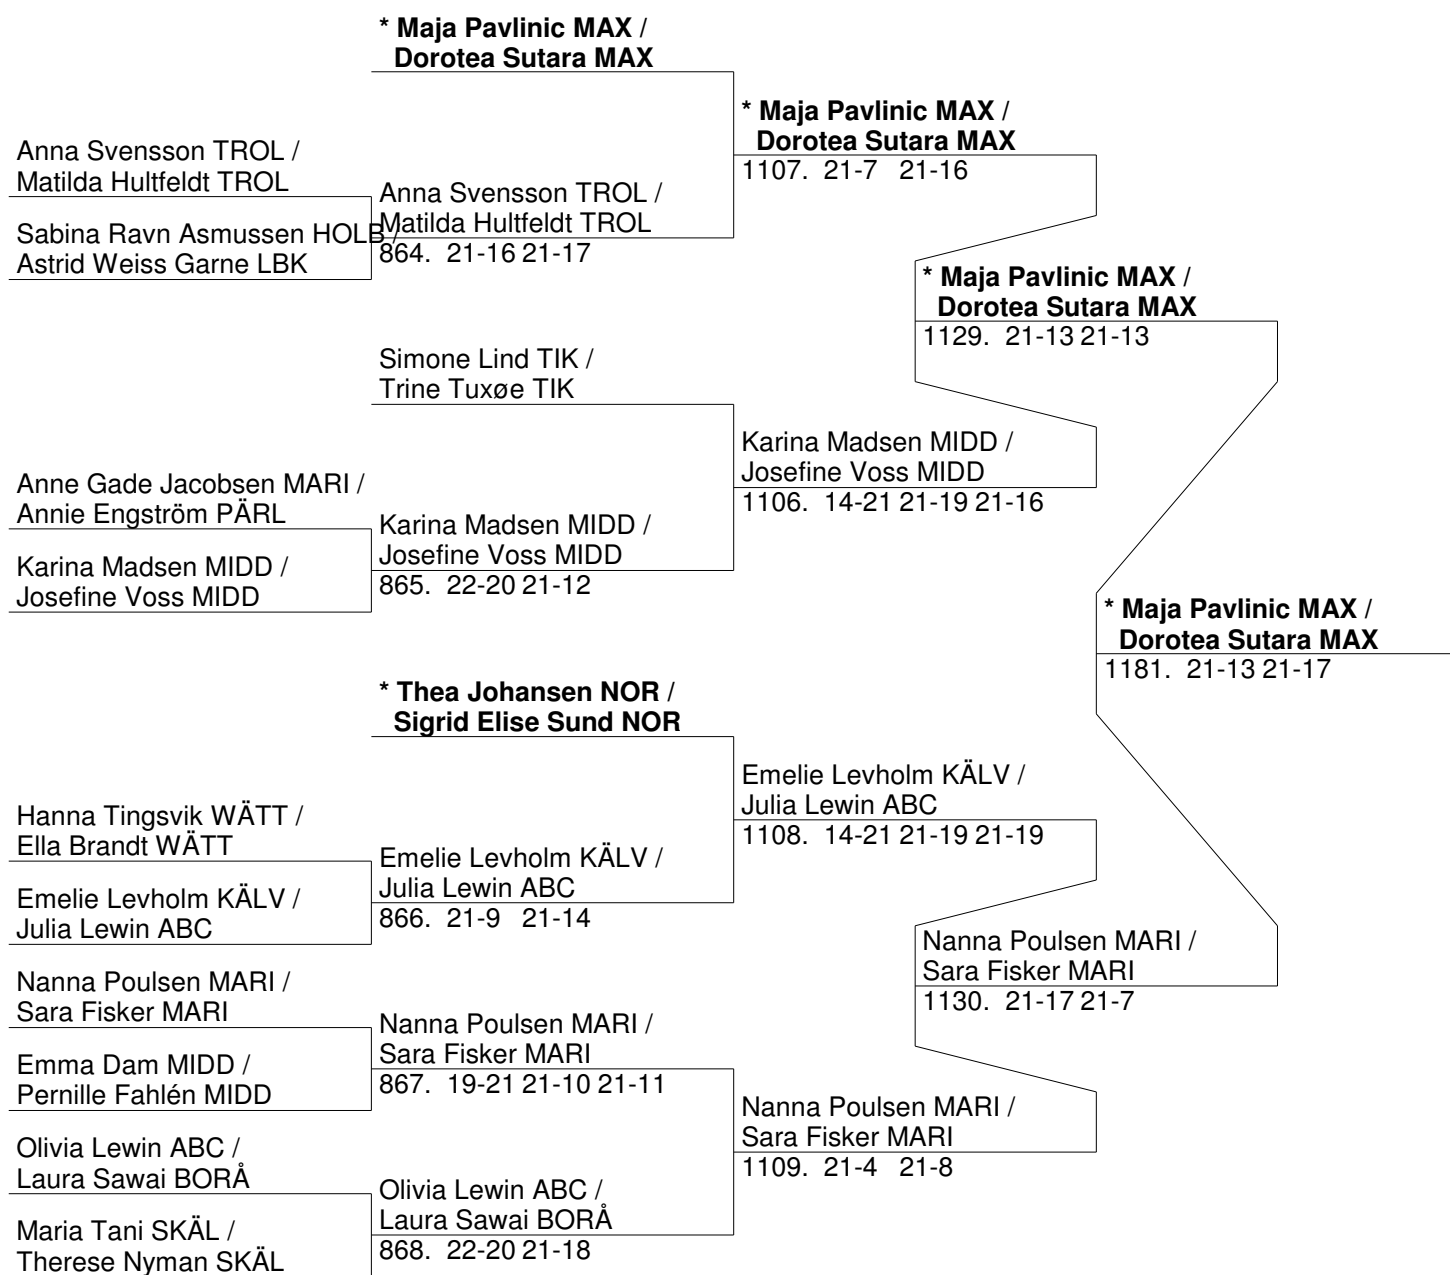 * Maja Pavlinic MAX /
Dorotea Sutara MAX
* Maja Pavlinic MAX /
Dorotea Sutara MAX
1107. 21-7 21-16
Anna Svensson TROL /
Matilda Hultfeldt TROL
Anna Svensson TROL /
Matilda Hultfeldt TROL
864. 21-16 21-17
Sabina Ravn Asmussen HOLB /
Astrid Weiss Garne LBK
* Maja Pavlinic MAX /
Dorotea Sutara MAX
1129. 21-13 21-13
Simone Lind TIK /
Trine Tuxøe TIK
Karina Madsen MIDD /
Josefine Voss MIDD
1106. 14-21 21-19 21-16
Anne Gade Jacobsen MARI /
Annie Engström PÄRL
Karina Madsen MIDD /
Josefine Voss MIDD
865. 22-20 21-12
Karina Madsen MIDD /
Josefine Voss MIDD
* Maja Pavlinic MAX /
Dorotea Sutara MAX
1181. 21-13 21-17
* Thea Johansen NOR /
Sigrid Elise Sund NOR
Emelie Levholm KÄLV /
Julia Lewin ABC
1108. 14-21 21-19 21-19
Hanna Tingsvik WÄTT /
Ella Brandt WÄTT
Emelie Levholm KÄLV /
Julia Lewin ABC
866. 21-9 21-14
Emelie Levholm KÄLV /
Julia Lewin ABC
Nanna Poulsen MARI /
Sara Fisker MARI
1130. 21-17 21-7
Nanna Poulsen MARI /
Sara Fisker MARI
Nanna Poulsen MARI /
Sara Fisker MARI
867. 19-21 21-10 21-11
Emma Dam MIDD /
Pernille Fahlén MIDD
Nanna Poulsen MARI /
Sara Fisker MARI
1109. 21-4 21-8
Olivia Lewin ABC /
Laura Sawai BORÅ
Olivia Lewin ABC /
Laura Sawai BORÅ
868. 22-20 21-18
Maria Tani SKÄL /
Therese Nyman SKÄL